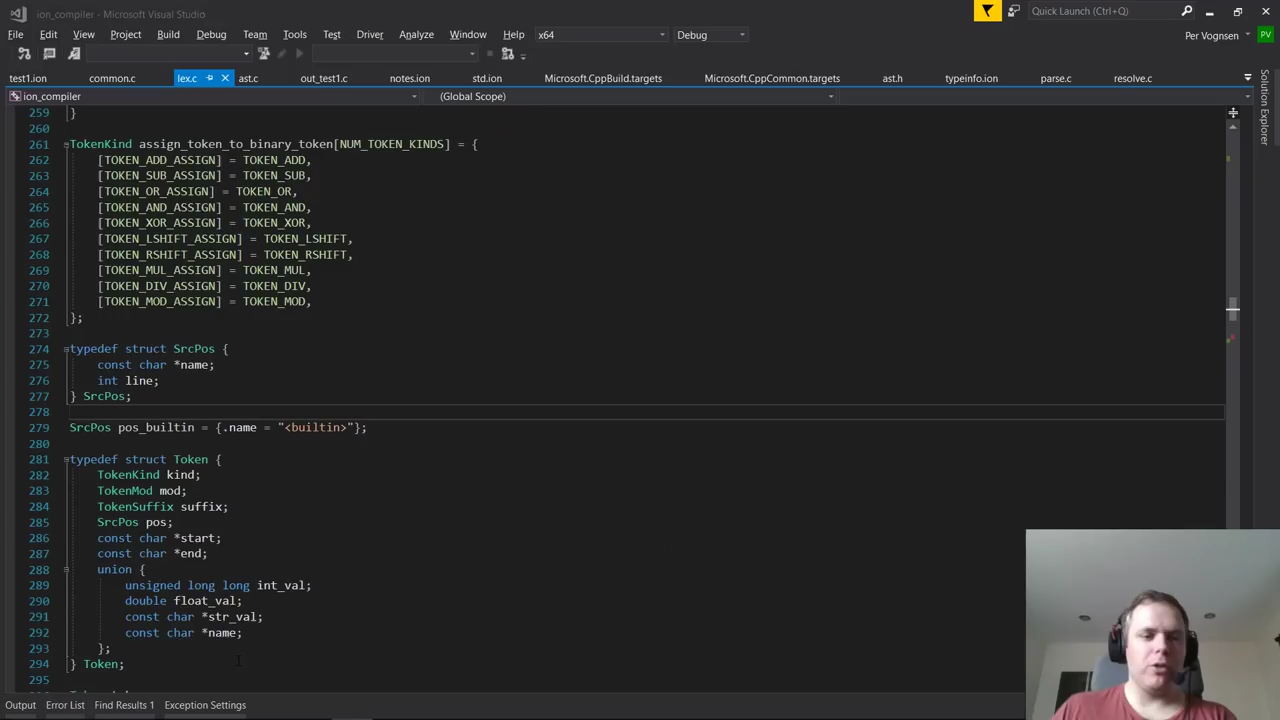 ion_compiler - Microsoft Visual Studio
Quick Launch (Ctrl+Q)
File Edit View Project Build Debug Team Tools Test Driver Analyze Window Help x64 Debug Per Vognsen PV
test1.ion common.c lex.c ast.c out_test1.c notes.ion std.ion Microsoft.CppBuild.targets Microsoft.CppCommon.targets ast.h typeinfo.ion parse.c resolve.c
ion_compiler (Global Scope)
Solution Explorer
259 }
260
261 TokenKind assign_token_to_binary_token[NUM_TOKEN_KINDS] = {
262 [TOKEN_ADD_ASSIGN] = TOKEN_ADD,
263 [TOKEN_SUB_ASSIGN] = TOKEN_SUB,
264 [TOKEN_OR_ASSIGN] = TOKEN_OR,
265 [TOKEN_AND_ASSIGN] = TOKEN_AND,
266 [TOKEN_XOR_ASSIGN] = TOKEN_XOR,
267 [TOKEN_LSHIFT_ASSIGN] = TOKEN_LSHIFT,
268 [TOKEN_RSHIFT_ASSIGN] = TOKEN_RSHIFT,
269 [TOKEN_MUL_ASSIGN] = TOKEN_MUL,
270 [TOKEN_DIV_ASSIGN] = TOKEN_DIV,
271 [TOKEN_MOD_ASSIGN] = TOKEN_MOD,
272 };
273
274 typedef struct SrcPos {
275 const char *name;
276 int line;
277 } SrcPos;
278
279 SrcPos pos_builtin = {.name = "<builtin>"};
280
281 typedef struct Token {
282 TokenKind kind;
283 TokenMod mod;
284 TokenSuffix suffix;
285 SrcPos pos;
286 const char *start;
287 const char *end;
288 union {
289 unsigned long long int_val;
290 double float_val;
291 const char *str_val;
292 const char *name;
293 };
294 } Token;
295
Output Error List Find Results 1 Exception Settings